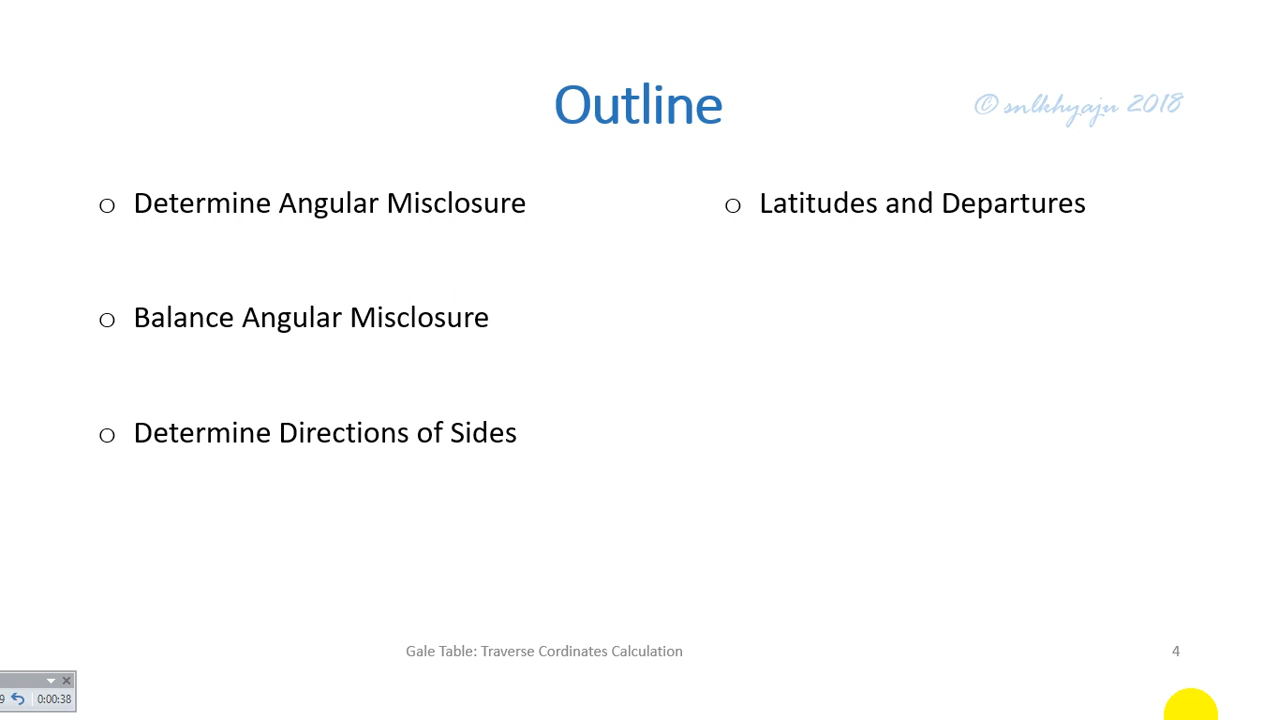 Outline
© snlkhyaju 2018
o Determine Angular Misclosure
o Balance Angular Misclosure
o Determine Directions of Sides
o Latitudes and Departures
Gale Table: Traverse Cordinates Calculation
4
9 0:00:38